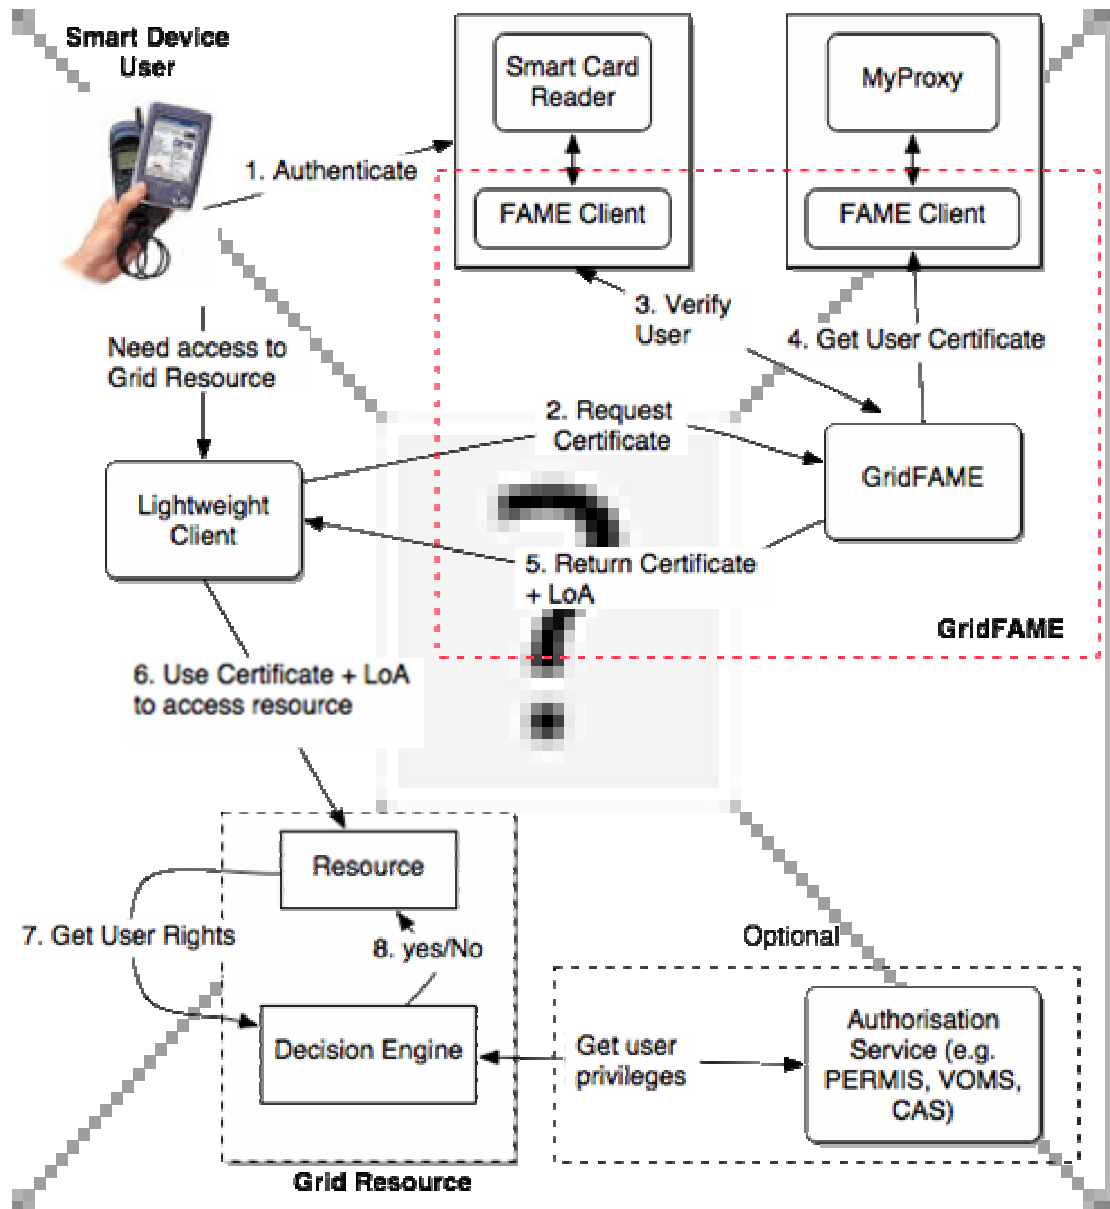 Smart Device
User
Smart Card
Reader
MyProxy
1. Authenticate
FAME Client
FAME Client
3. Verify
User
4. Get User Certificate
Need access to
Grid Resource
2. Request
Certificate
GridFAME
Lightweight
Client
5. Return Certificate
+ LoA
GridFAME
6. Use Certificate + LoA
to access resource
Resource
7. Get User Rights
8. yes/No
Optional
Decision Engine
Get user
privileges
Authorisation
Service (e.g.
PERMIS, VOMS,
CAS)
Grid Resource